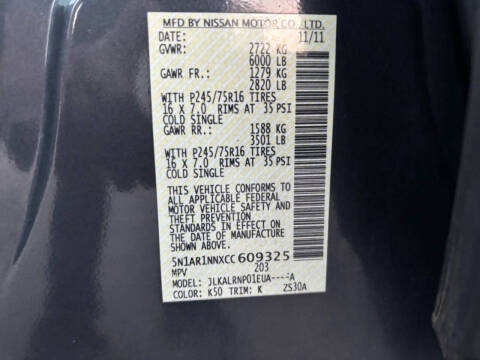 MFD BY NISSAN MOTOR CO., LTD.
DATE: 11/11
GVWR: 2722 KG
6000 LB
GAWR FR: 1279 KG
2820 LB
WITH P245/75R16 TIRES
16 X 7.0 RIMS AT 35 PSI
COLD SINGLE
GAWR RR: 1588 KG
3501 LB
WITH P245/75R16 TIRES
16 X 7.0 RIMS AT 35 PSI
COLD SINGLE
THIS VEHICLE CONFORMS TO
ALL APPLICABLE FEDERAL
MOTOR VEHICLE SAFETY
STANDARDS IN EFFECT ON
THE DATE OF MANUFACTURE
SHOWN ABOVE.
5N1AR1NNXCC609325
MPV 203
MODEL: JLKALRNP01EUA----A
COLOR: K50 TRIM: K ZS30A